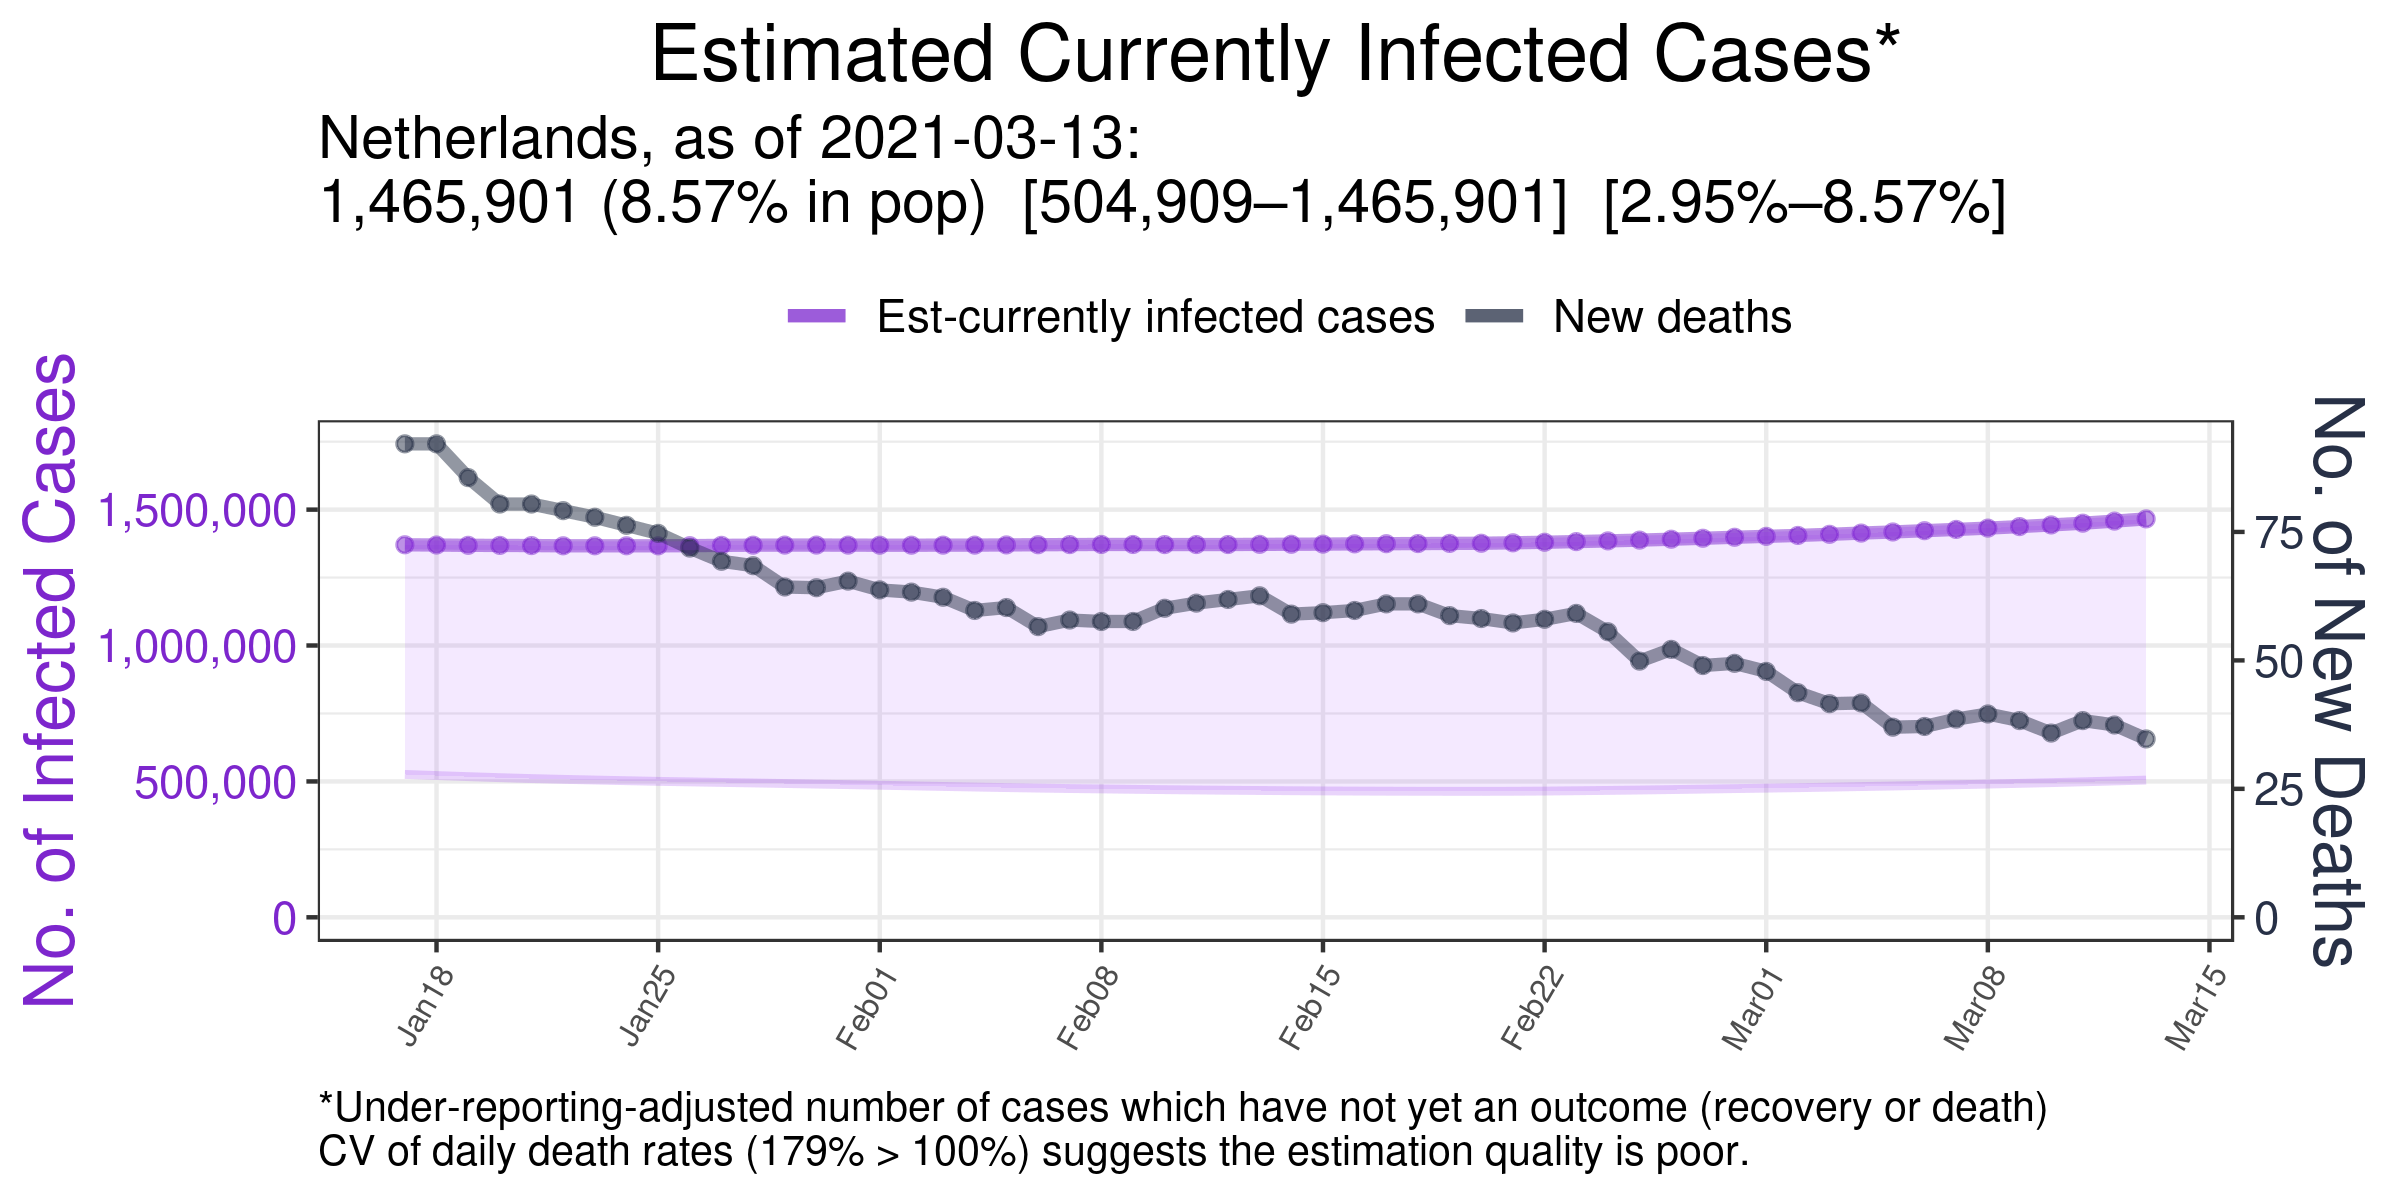 Estimated Currently Infected Cases*
Netherlands, as of 2021-03-13:
1,465,901 (8.57% in pop) [504,909–1,465,901] [2.95%–8.57%]
Est-currently infected cases New deaths
No. of Infected Cases
1,500,000
1,000,000
500,000
0
75
50
25
0
No. of New Deaths
Jan18 Jan25 Feb01 Feb08 Feb15 Feb22 Mar01 Mar08 Mar15
*Under-reporting-adjusted number of cases which have not yet an outcome (recovery or death)
CV of daily death rates (179% > 100%) suggests the estimation quality is poor.